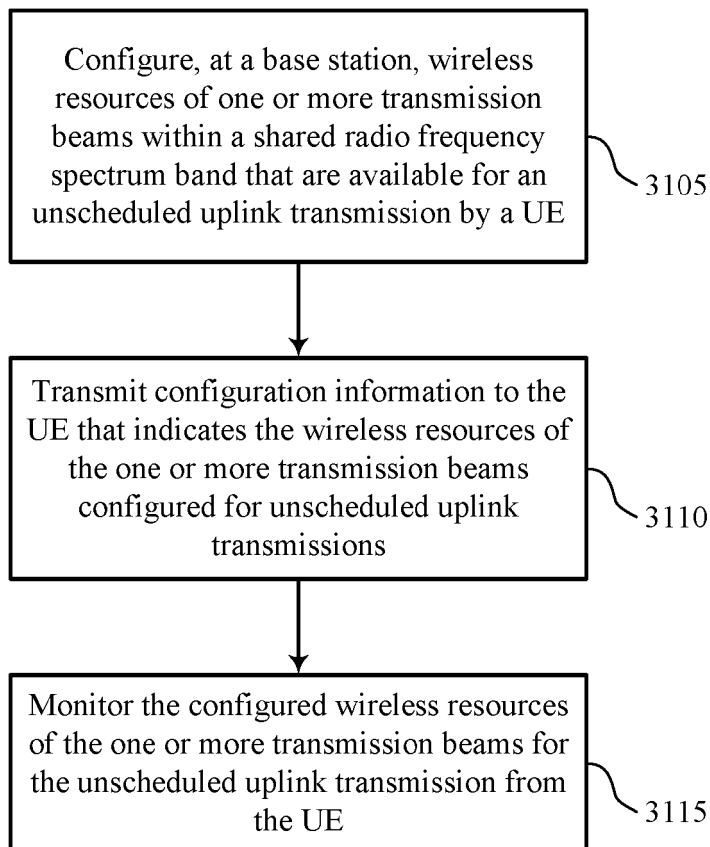 Configure, at a base station, wireless
resources of one or more transmission
beams within a shared radio frequency
spectrum band that are available for an
unscheduled uplink transmission by a UE
3105
Transmit configuration information to the
UE that indicates the wireless resources of
the one or more transmission beams
configured for unscheduled uplink
transmissions
3110
Monitor the configured wireless resources
of the one or more transmission beams for
the unscheduled uplink transmission from
the UE
3115